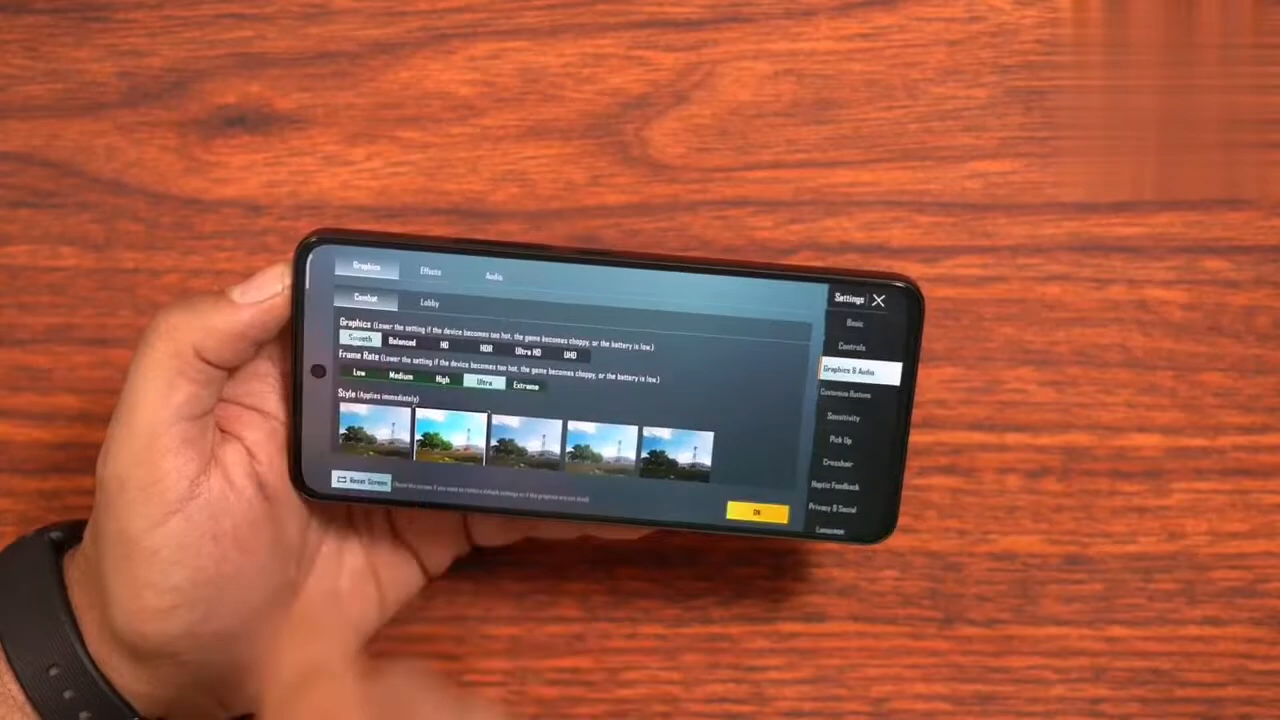 Graphics Effects Audio
Combat Lobby
Graphics (Lower the setting if the device becomes too hot, the game becomes choppy, or the battery is low.)
Smooth Balanced HD HDR Ultra HD UHD
Frame Rate (Lower the setting if the device becomes too hot, the game becomes choppy, or the battery is low.)
Low Medium High Ultra Extreme
Style (Applies immediately)
Reset Screen
OK
Settings
Basic
Controls
Graphics & Audio
Customize Buttons
Sensitivity
Pick Up
Crosshair
Haptic Feedback
Privacy & Social
Language